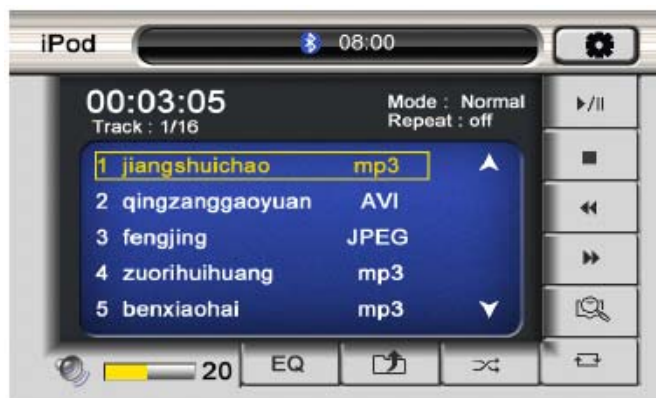 iPod 08:00
00:03:05 Mode : Normal
Track : 1/16 Repeat : off
1 jiangshuichao mp3
2 qingzanggaoyuan AVI
3 fengjing JPEG
4 zuorihuihuang mp3
5 benxiaohai mp3
20 EQ